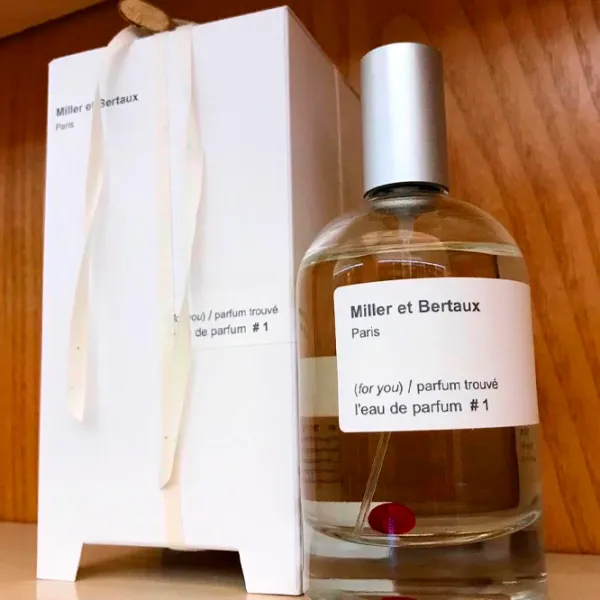 Miller et Bertaux
Paris
(for you) / parfum trouvé
de parfum # 1
Miller et Bertaux
Paris
(for you) / parfum trouvé
l'eau de parfum # 1